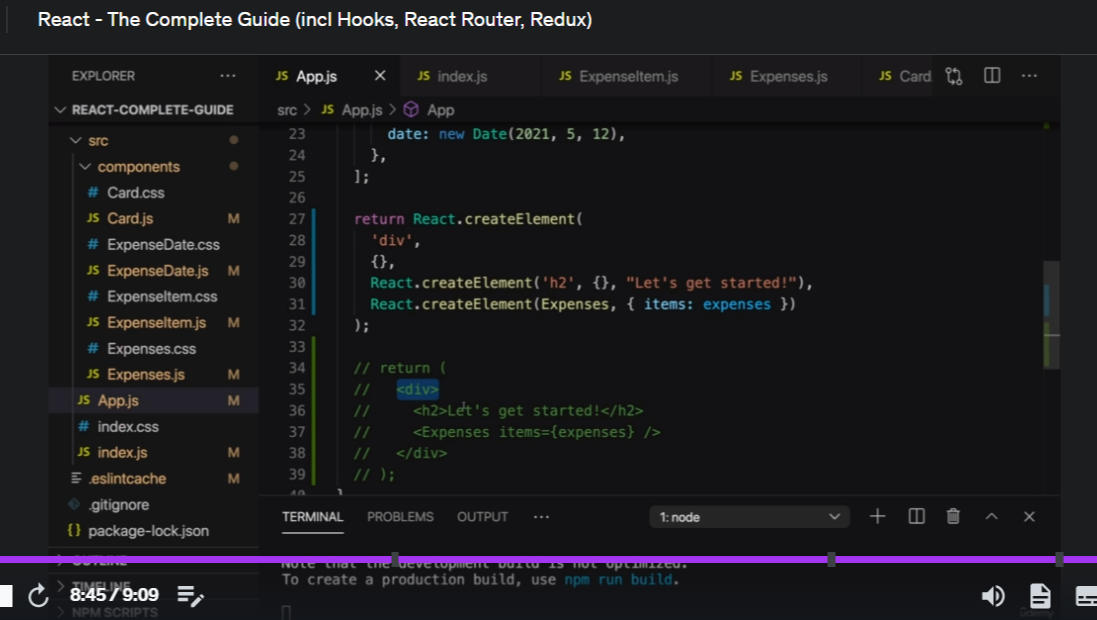 React - The Complete Guide (incl Hooks, React Router, Redux)
EXPLORER
JS App.js
JS index.js
JS ExpenseItem.js
JS Expenses.js
JS Card
REACT-COMPLETE-GUIDE
src > JS App.js > App
src
components
# Card.css
JS Card.js M
# ExpenseDate.css
JS ExpenseDate.js M
# ExpenseItem.css
JS ExpenseItem.js M
# Expenses.css
JS Expenses.js M
JS App.js M
# index.css
JS index.js M
.eslintcache M
.gitignore
{} package-lock.json
OUTLINE
TIMELINE
NPM SCRIPTS
23 date: new Date(2021, 5, 12),
24 },
25 ];
26
27 return React.createElement(
28 'div',
29 {},
30 React.createElement('h2', {}, "Let's get started!"),
31 React.createElement(Expenses, { items: expenses })
32 );
33
34 // return (
35 // <div>
36 // <h2>Let's get started!</h2>
37 // <Expenses items={expenses} />
38 // </div>
39 // );
40 }
TERMINAL PROBLEMS OUTPUT ... 1: node
Note that the development build is not optimized.
To create a production build, use npm run build.
8:45 / 9:09
Udemy